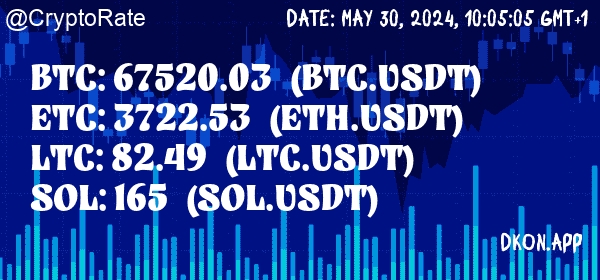 @CryptoRate
DATE: MAY 30, 2024, 10:05:05 GMT+1
BTC: 67520.03 (BTC.USDT)
ETC: 3722.53 (ETH.USDT)
LTC: 82.49 (LTC.USDT)
SOL: 165 (SOL.USDT)
DKON.APP